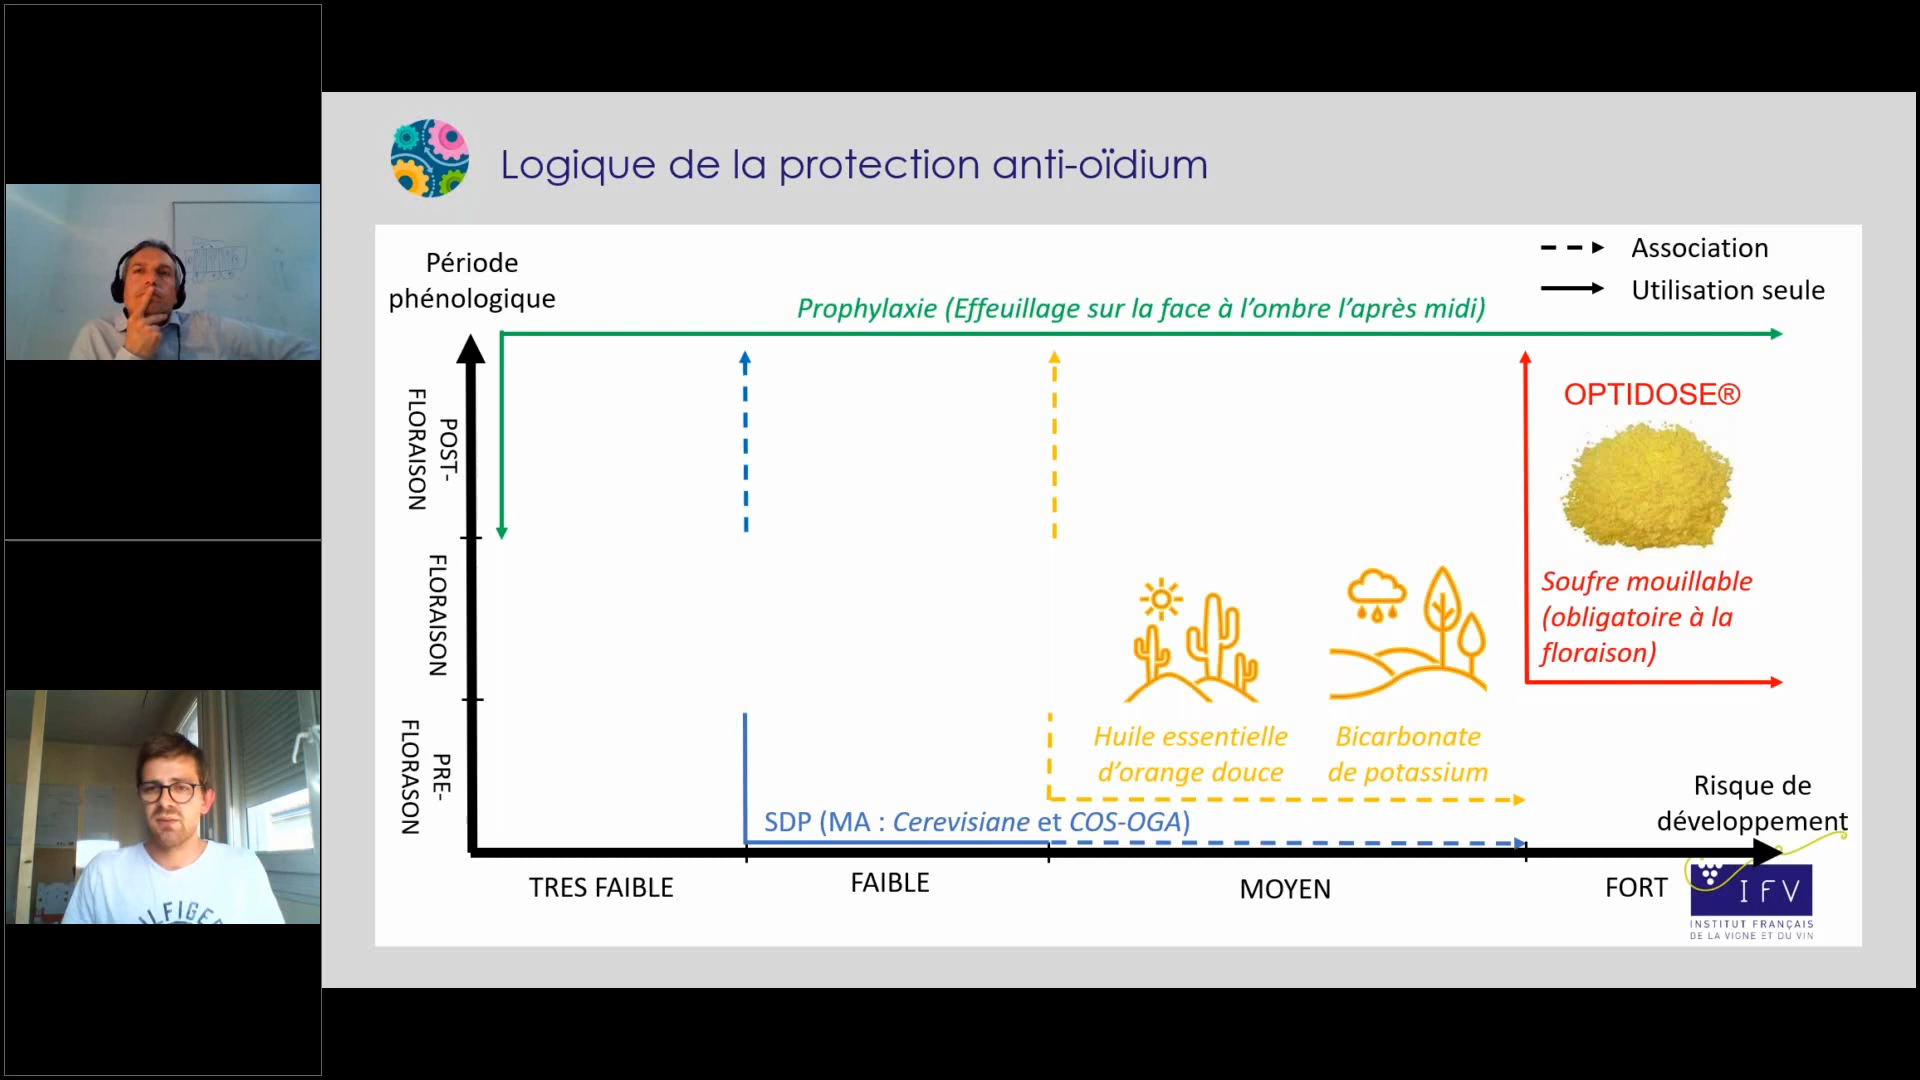 Logique de la protection anti-oïdium
Période
phénologique
Association
Utilisation seule
Prophylaxie (Effeuillage sur la face à l'ombre l'après midi)
POST-
FLORAISON
FLORAISON
PRE-
FLORASON
OPTIDOSE®
Soufre mouillable
(obligatoire à la
floraison)
Huile essentielle
d'orange douce
Bicarbonate
de potassium
SDP (MA : Cerevisiane et COS-OGA)
Risque de
développement
TRES FAIBLE
FAIBLE
MOYEN
FORT
IFV
INSTITUT FRANÇAIS
DE LA VIGNE ET DU VIN